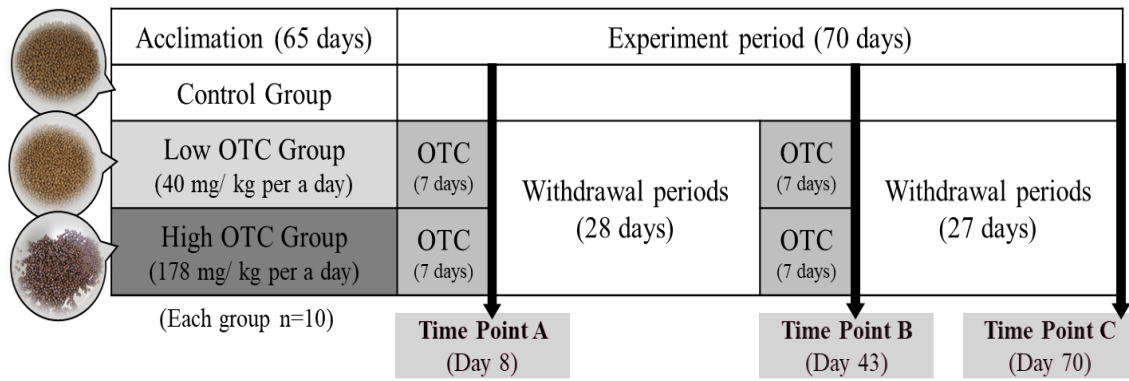 Acclimation (65 days)
Experiment period (70 days)
Control Group
Low OTC Group
(40 mg/ kg per a day)
OTC
(7 days)
Withdrawal periods
(28 days)
OTC
(7 days)
Withdrawal periods
(27 days)
High OTC Group
(178 mg/ kg per a day)
OTC
(7 days)
OTC
(7 days)
(Each group n=10)
Time Point A
(Day 8)
Time Point B
(Day 43)
Time Point C
(Day 70)